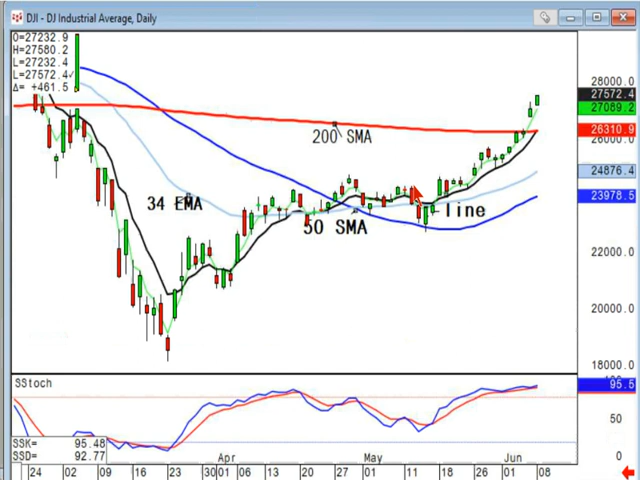 DJI - DJ Industrial Average, Daily
O=27232.9
H=27580.2
L=27232.4
L=27572.4√
Δ= +461.5
28000.0
27572.4
27089.2
26310.9
200 SMA
24876.4
34 EMA
line
23978.5
50 SMA
22000.0
20000.0
18000.0
SStoch
95.5
50
SSK= 95.48
SSD= 92.77
0
Apr May Jun
24 02 09 16 23 30 01 06 13 20 27 01 11 18 26 01 08